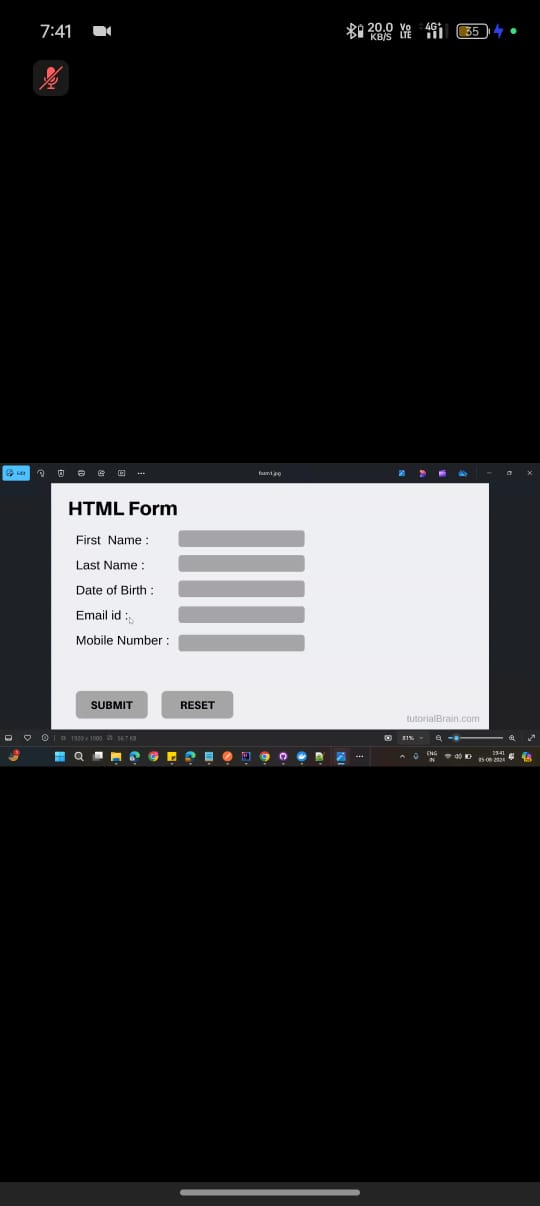 7:41
20.0
KB/S
Vo
LTE
4G+
35
Edit
form1.jpg
HTML Form
First Name :
Last Name :
Date of Birth :
Email id :
Mobile Number :
SUBMIT
RESET
tutorialBrain.com
1920 x 1080
56.7 KB
81%
ENG
IN
19:41
05-08-2024